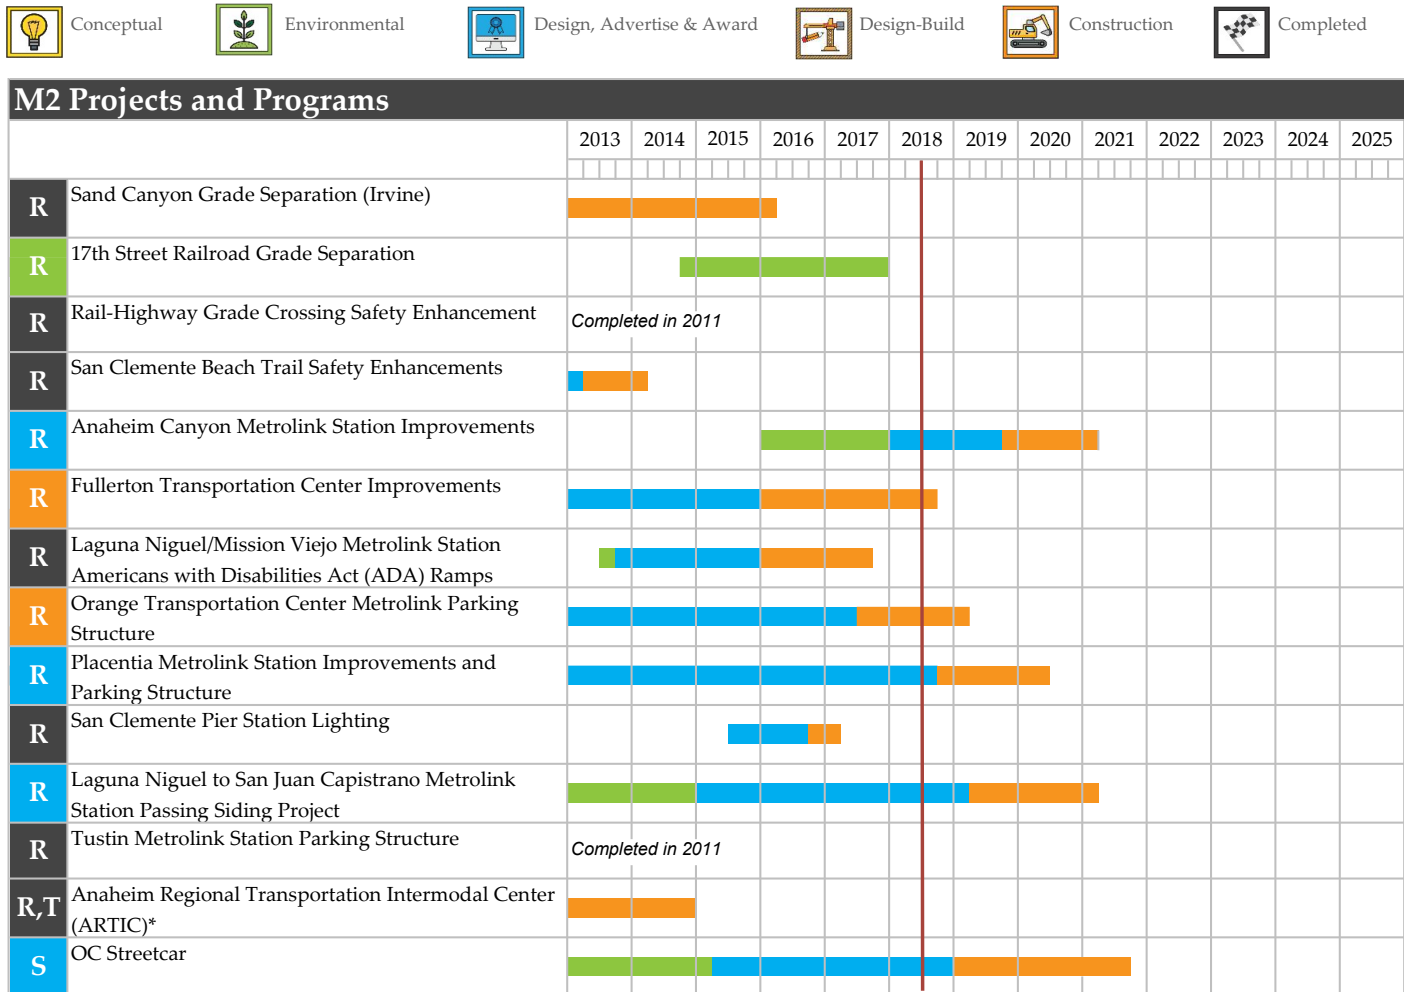 Conceptual Environmental Design, Advertise & Award Design-Build Construction Completed
M2 Projects and Programs
2013 2014 2015 2016 2017 2018 2019 2020 2021 2022 2023 2024 2025
R Sand Canyon Grade Separation (Irvine)
R 17th Street Railroad Grade Separation
R Rail-Highway Grade Crossing Safety Enhancement Completed in 2011
R San Clemente Beach Trail Safety Enhancements
R Anaheim Canyon Metrolink Station Improvements
R Fullerton Transportation Center Improvements
R Laguna Niguel/Mission Viejo Metrolink Station
Americans with Disabilities Act (ADA) Ramps
R Orange Transportation Center Metrolink Parking
Structure
R Placentia Metrolink Station Improvements and
Parking Structure
R San Clemente Pier Station Lighting
R Laguna Niguel to San Juan Capistrano Metrolink
Station Passing Siding Project
R Tustin Metrolink Station Parking Structure Completed in 2011
R,T Anaheim Regional Transportation Intermodal Center
(ARTIC)*
S OC Streetcar